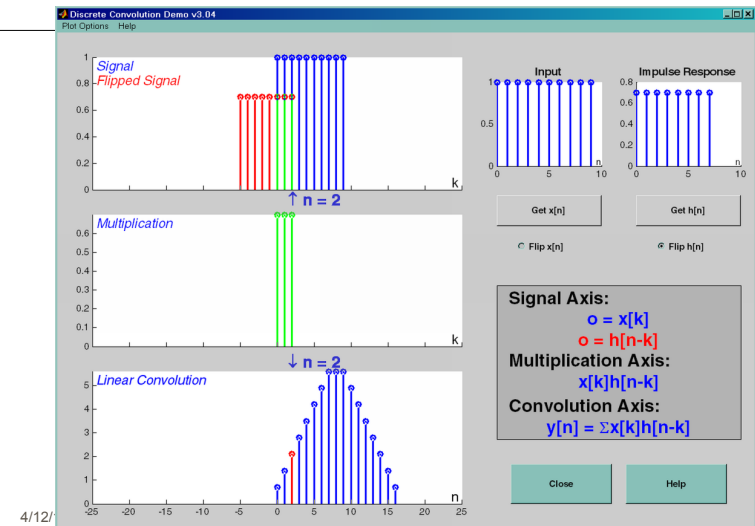 Discrete Convolution Demo v3.04
Plot Options Help
Signal
Flipped Signal
1
0.8
0.6
0.4
0.2
0
k
↑ n = 2
Input
1
0.5
0
0 5 10
n
Impulse Response
0.8
0.6
0.4
0.2
0
0 5 10
n
Get x[n] Get h[n]
Flip x[n] Flip h[n]
Multiplication
0.6
0.5
0.4
0.3
0.2
0.1
0
k
↓ n = 2
Signal Axis:
o = x[k]
o = h[n-k]
Multiplication Axis:
x[k]h[n-k]
Convolution Axis:
y[n] = Σx[k]h[n-k]
Linear Convolution
5
4
3
2
1
0
n
-25 -20 -15 -10 -5 0 5 10 15 20 25
Close Help
4/12/